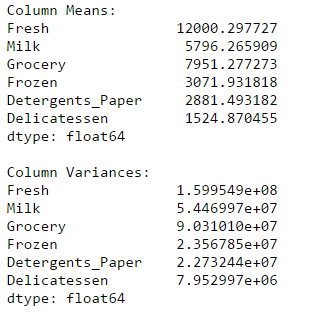 Column Means:
Fresh 12000.297727
Milk 5796.265909
Grocery 7951.277273
Frozen 3071.931818
Detergents_Paper 2881.493182
Delicatessen 1524.870455
dtype: float64
Column Variances:
Fresh 1.599549e+08
Milk 5.446997e+07
Grocery 9.031010e+07
Frozen 2.356785e+07
Detergents_Paper 2.273244e+07
Delicatessen 7.952997e+06
dtype: float64